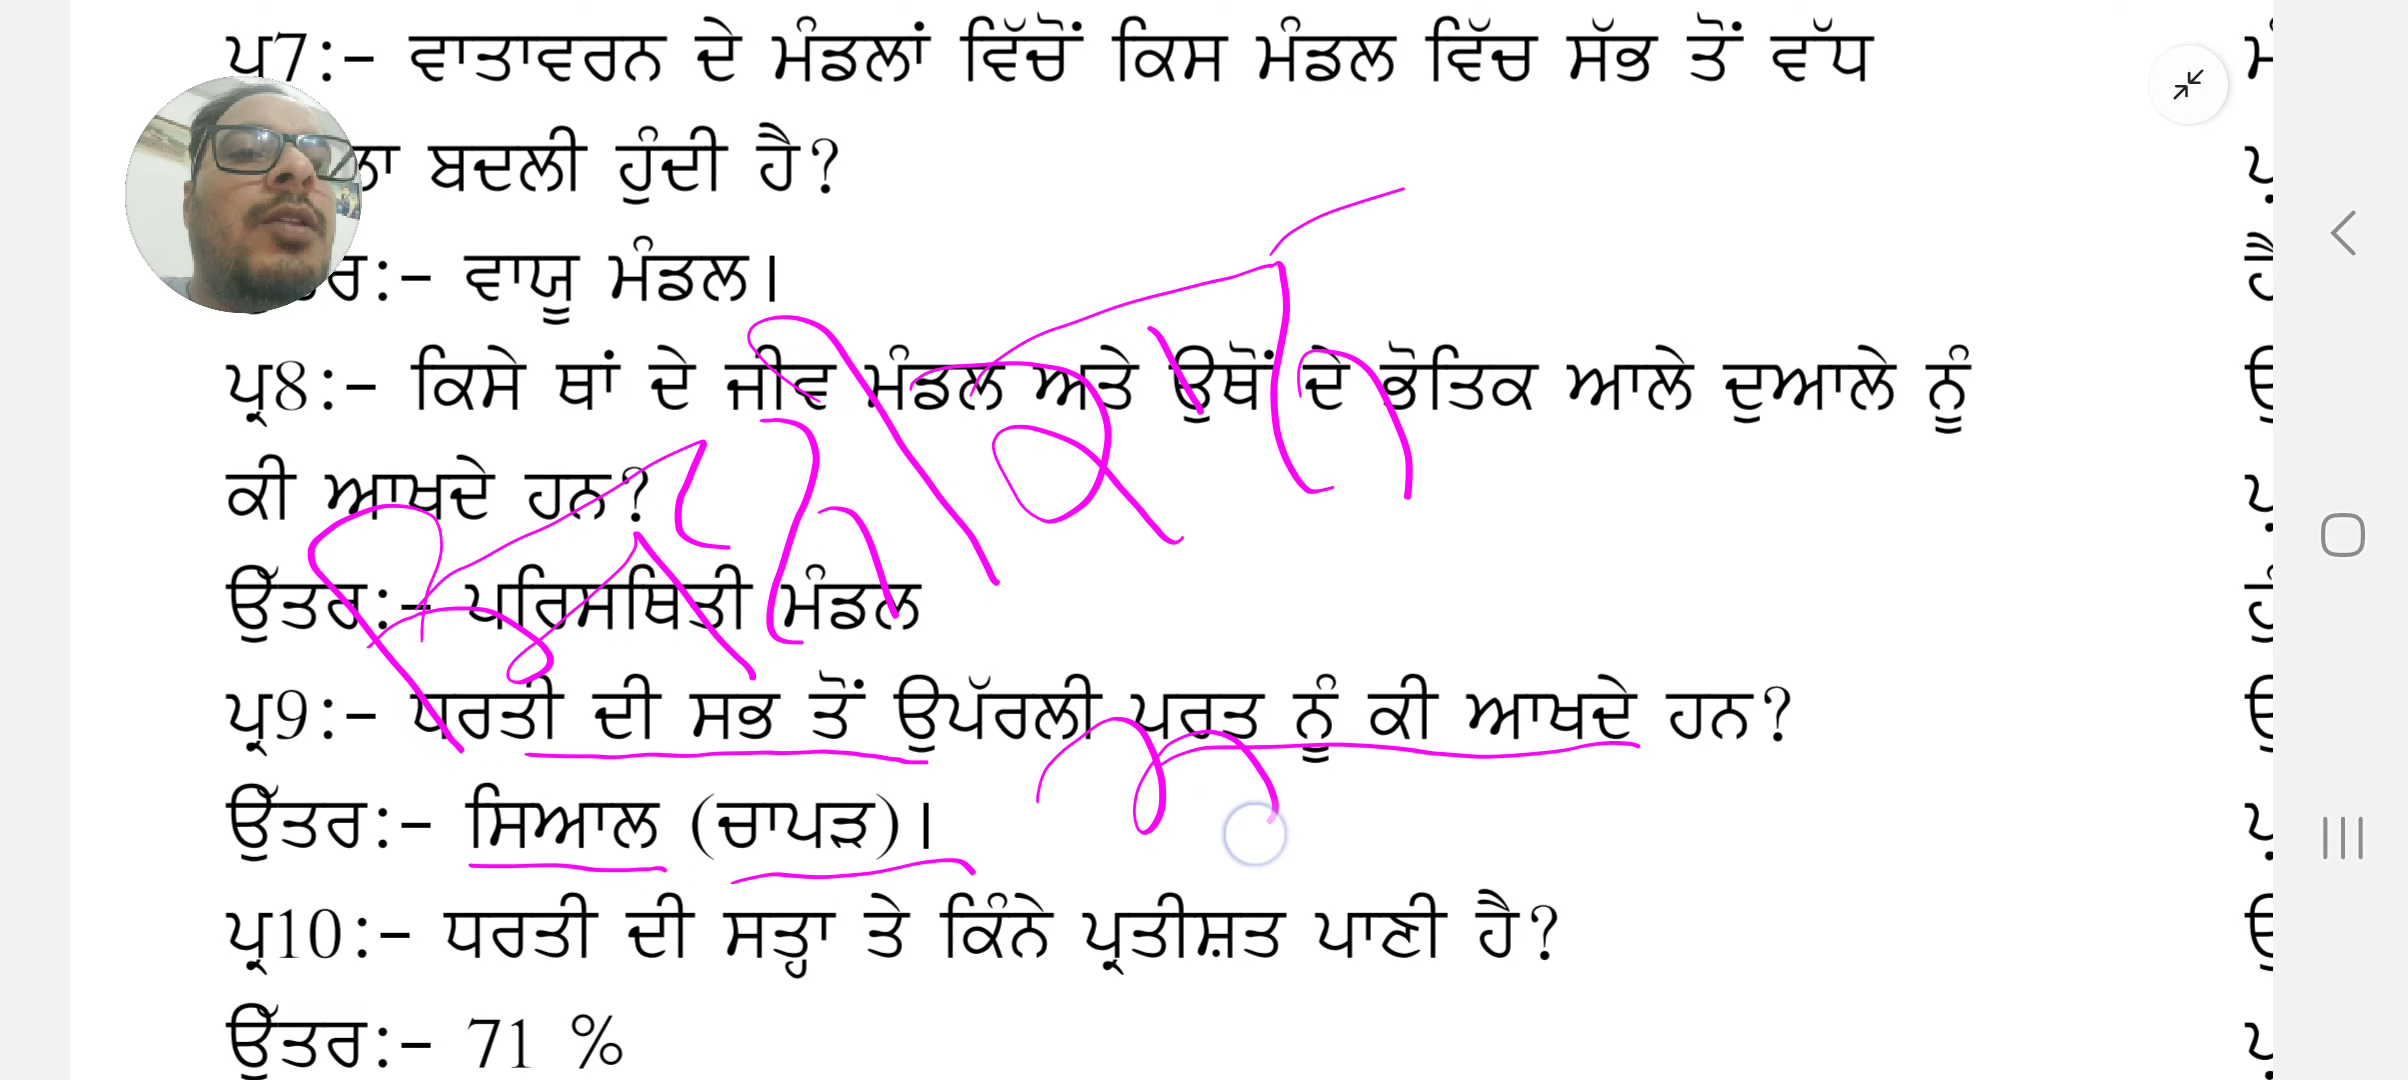 ਪ੍ਰ7:- ਵਾਤਾਵਰਨ ਦੇ ਮੰਡਲਾਂ ਵਿੱਚੋਂ ਕਿਸ ਮੰਡਲ ਵਿੱਚ ਸੱਭ ਤੋਂ ਵੱਧ
ਬਦਲੀ ਹੁੰਦੀ ਹੈ?
:- ਵਾਯੂ ਮੰਡਲ।
ਪ੍ਰ8:- ਕਿਸੇ ਥਾਂ ਦੇ ਜੀਵ ਮੰਡਲ ਅਤੇ ਉਥੋਂ ਦੇ ਭੋਤਿਕ ਆਲੇ ਦੁਆਲੇ ਨੂੰ
ਕੀ ਆਖਦੇ ਹਨ?
ਉੱਤਰ:- ਪਰਿਸਥਿਤੀ ਮੰਡਲ
ਪ੍ਰ9:- ਧਰਤੀ ਦੀ ਸਭ ਤੋਂ ਉਪੱਰਲੀ ਪਰਤ ਨੂੰ ਕੀ ਆਖਦੇ ਹਨ?
ਉੱਤਰ:- ਸਿਆਲ (ਚਾਪੜ)।
ਪ੍ਰ10:- ਧਰਤੀ ਦੀ ਸਤ੍ਹਾ ਤੇ ਕਿੰਨੇ ਪ੍ਰਤੀਸ਼ਤ ਪਾਣੀ ਹੈ?
ਉੱਤਰ:- 71 %